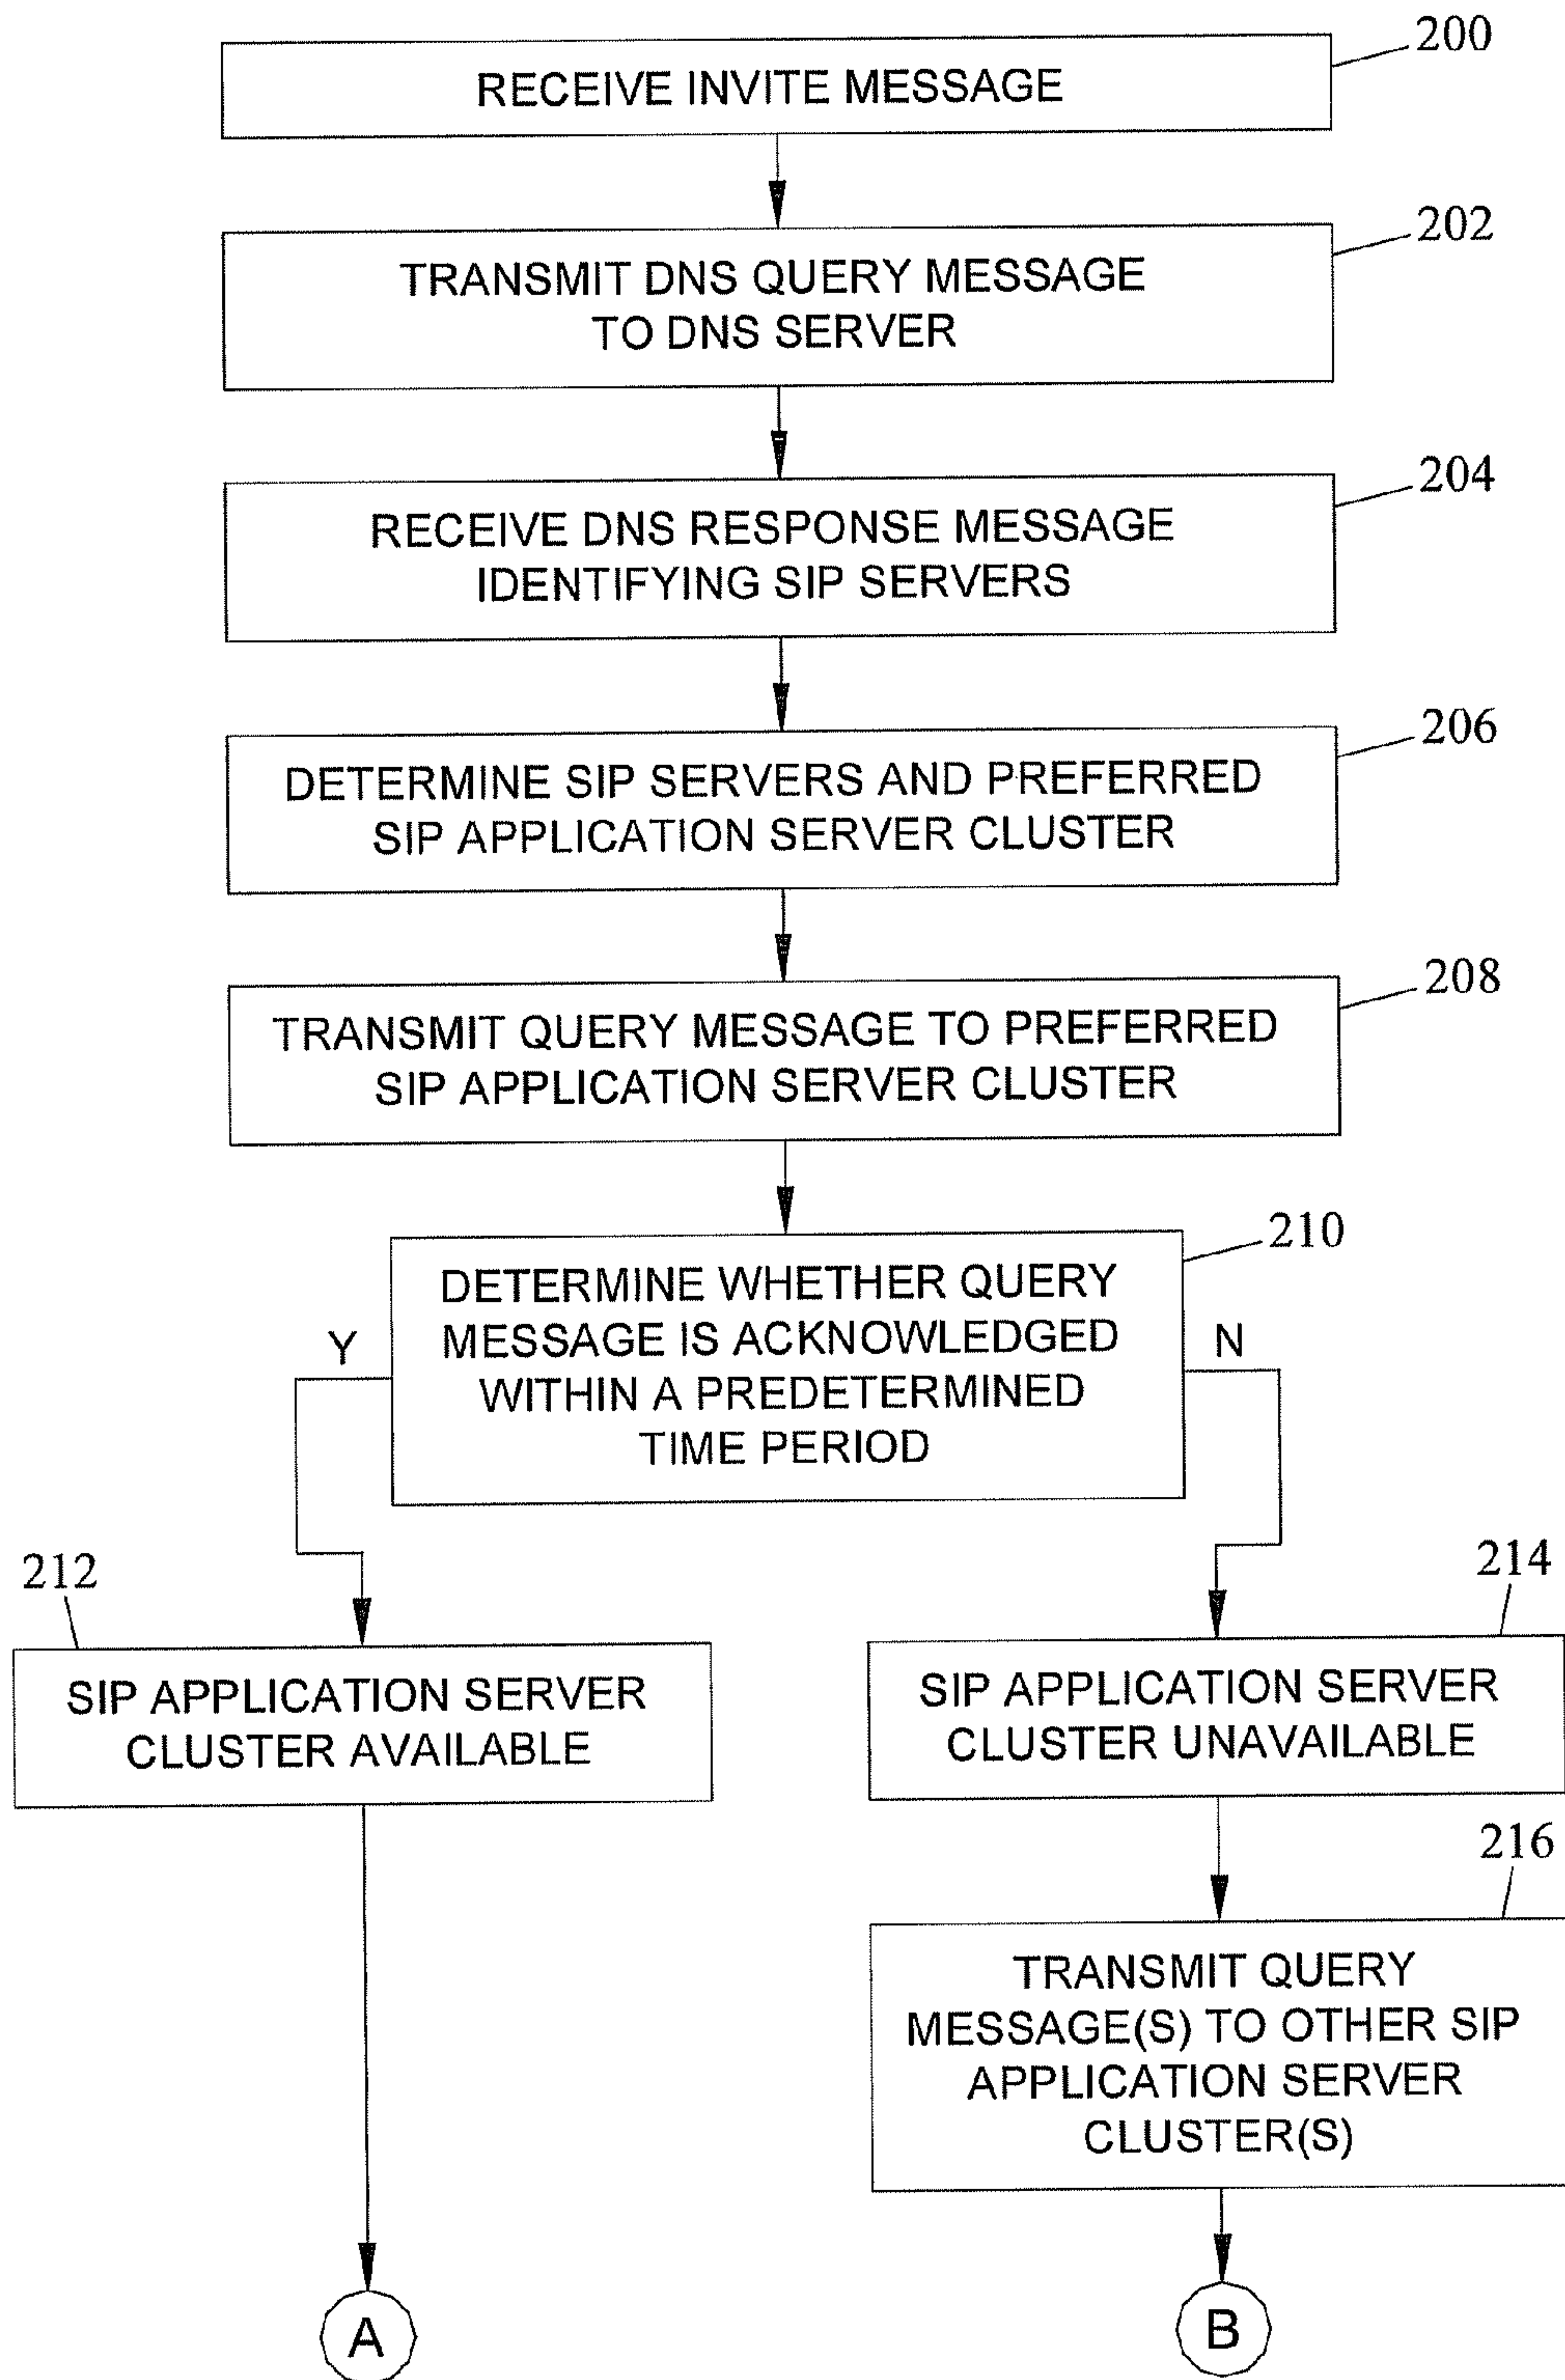 200
RECEIVE INVITE MESSAGE
202
TRANSMIT DNS QUERY MESSAGE
TO DNS SERVER
204
RECEIVE DNS RESPONSE MESSAGE
IDENTIFYING SIP SERVERS
206
DETERMINE SIP SERVERS AND PREFERRED
SIP APPLICATION SERVER CLUSTER
208
TRANSMIT QUERY MESSAGE TO PREFERRED
SIP APPLICATION SERVER CLUSTER
210
DETERMINE WHETHER QUERY
MESSAGE IS ACKNOWLEDGED
WITHIN A PREDETERMINED
TIME PERIOD
Y
N
212
SIP APPLICATION SERVER
CLUSTER AVAILABLE
214
SIP APPLICATION SERVER
CLUSTER UNAVAILABLE
216
TRANSMIT QUERY
MESSAGE(S) TO OTHER SIP
APPLICATION SERVER
CLUSTER(S)
A
B